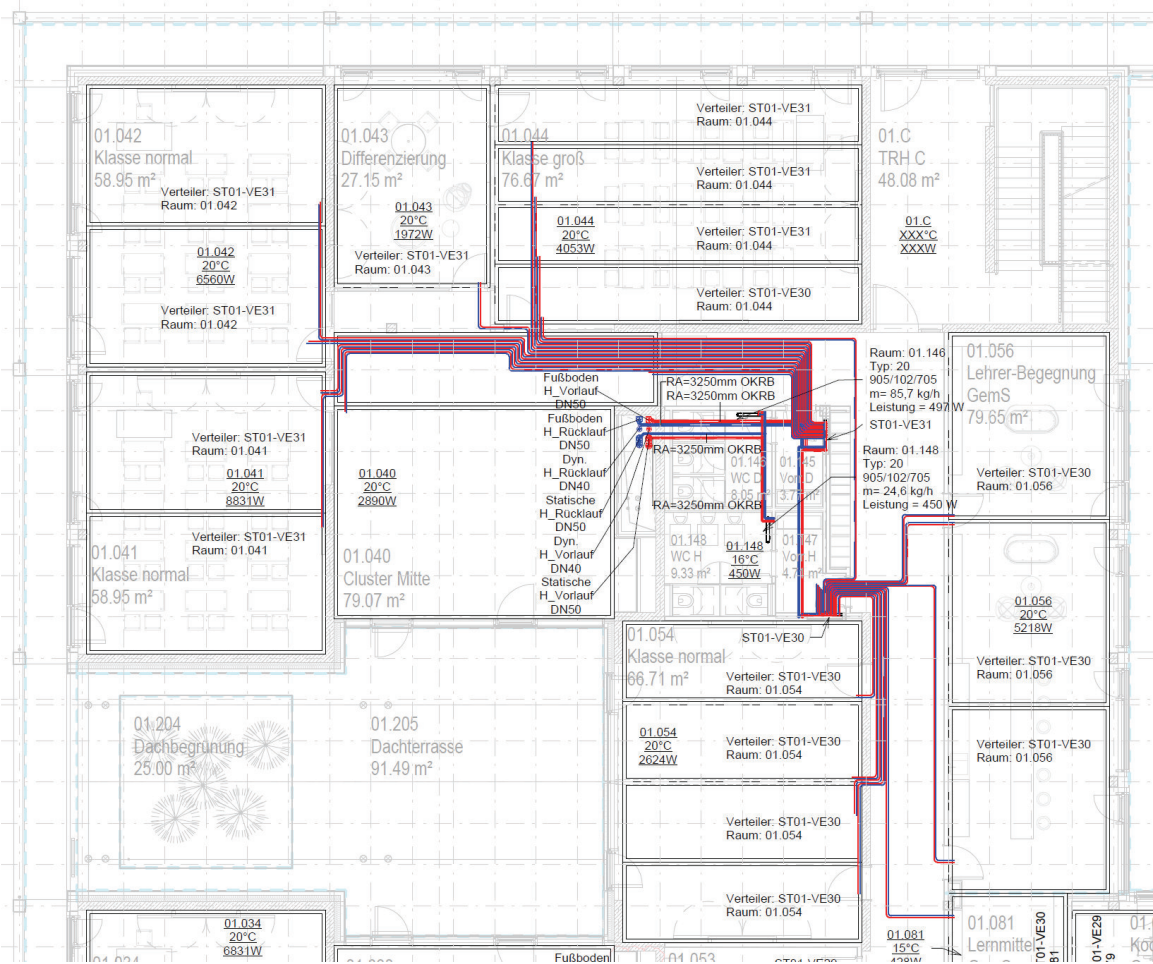 01.042
Klasse normal
58.95 m²
Verteiler: ST01-VE31
Raum: 01.042
01.042
20°C
6560W
Verteiler: ST01-VE31
Raum: 01.042
01.043
Differenzierung
27.15 m²
01.043
20°C
1972W
Verteiler: ST01-VE31
Raum: 01.043
01.044
Klasse groß
76.67 m²
Verteiler: ST01-VE31
Raum: 01.044
Verteiler: ST01-VE31
Raum: 01.044
01.044
20°C
4053W
Verteiler: ST01-VE31
Raum: 01.044
Verteiler: ST01-VE30
Raum: 01.044
01.C
TRH C
48.08 m²
01.C
XXX°C
XXXW
Verteiler: ST01-VE31
Raum: 01.041
01.041
20°C
8831W
Verteiler: ST01-VE31
Raum: 01.041
01.041
Klasse normal
58.95 m²
01.040
20°C
2890W
01.040
Cluster Mitte
79.07 m²
Fußboden
H_Vorlauf
DN50
Fußboden
H_Rücklauf
DN50
Dyn.
H_Rücklauf
DN40
Statische
H_Rücklauf
DN50
Dyn.
H_Vorlauf
DN40
Statische
H_Vorlauf
DN50
RA=3250mm OKRB
RA=3250mm OKRB
RA=3250mm OKRB
RA=3250mm OKRB
01.146
WC D
8.05 m²
01.148
WC H
9.33 m²
01.148
16°C
450W
Raum: 01.146
Typ: 20
905/102/705
m= 85,7 kg/h
Leistung = 497 W
ST01-VE31
Raum: 01.148
Typ: 20
905/102/705
m= 24,6 kg/h
Leistung = 450 W
01.056
Lehrer-Begegnung
GemS
79.65 m²
Verteiler: ST01-VE30
Raum: 01.056
01.056
20°C
5218W
Verteiler: ST01-VE30
Raum: 01.056
Verteiler: ST01-VE30
Raum: 01.056
ST01-VE30
01.054
Klasse normal
66.71 m²
Verteiler: ST01-VE30
Raum: 01.054
01.054
20°C
2624W
Verteiler: ST01-VE30
Raum: 01.054
Verteiler: ST01-VE30
Raum: 01.054
Verteiler: ST01-VE30
Raum: 01.054
01.204
Dachbegrünung
25.00 m²
01.205
Dachterrasse
91.49 m²
01.034
20°C
6831W
Fußboden
01.053
01.081
15°C
01.081
Lernmittel